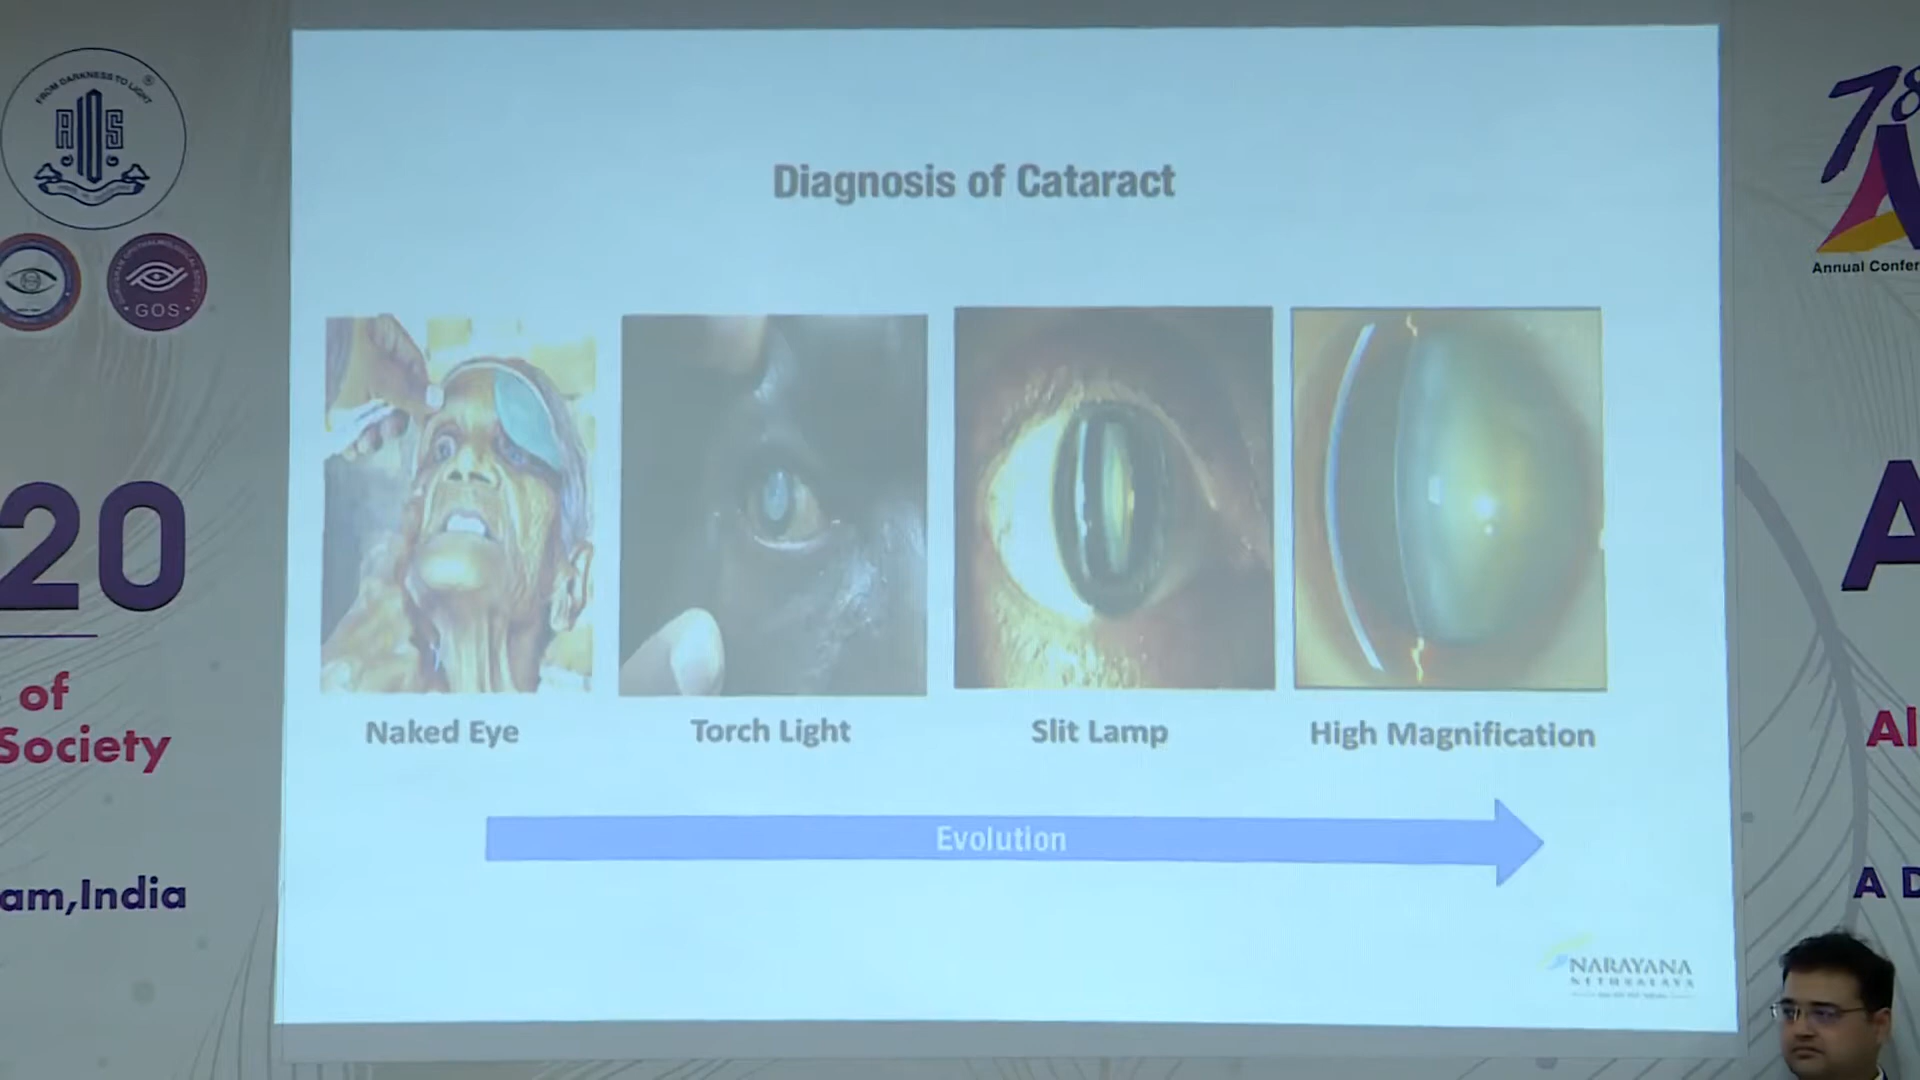 FROM DARKNESS TO LIGHT
AIOS
GOS
20
of
Society
am,India
Diagnosis of Cataract
Naked Eye
Torch Light
Slit Lamp
High Magnification
Evolution
NARAYANA
NETHRALAYA
78
Annual Confer
A
Al
A D